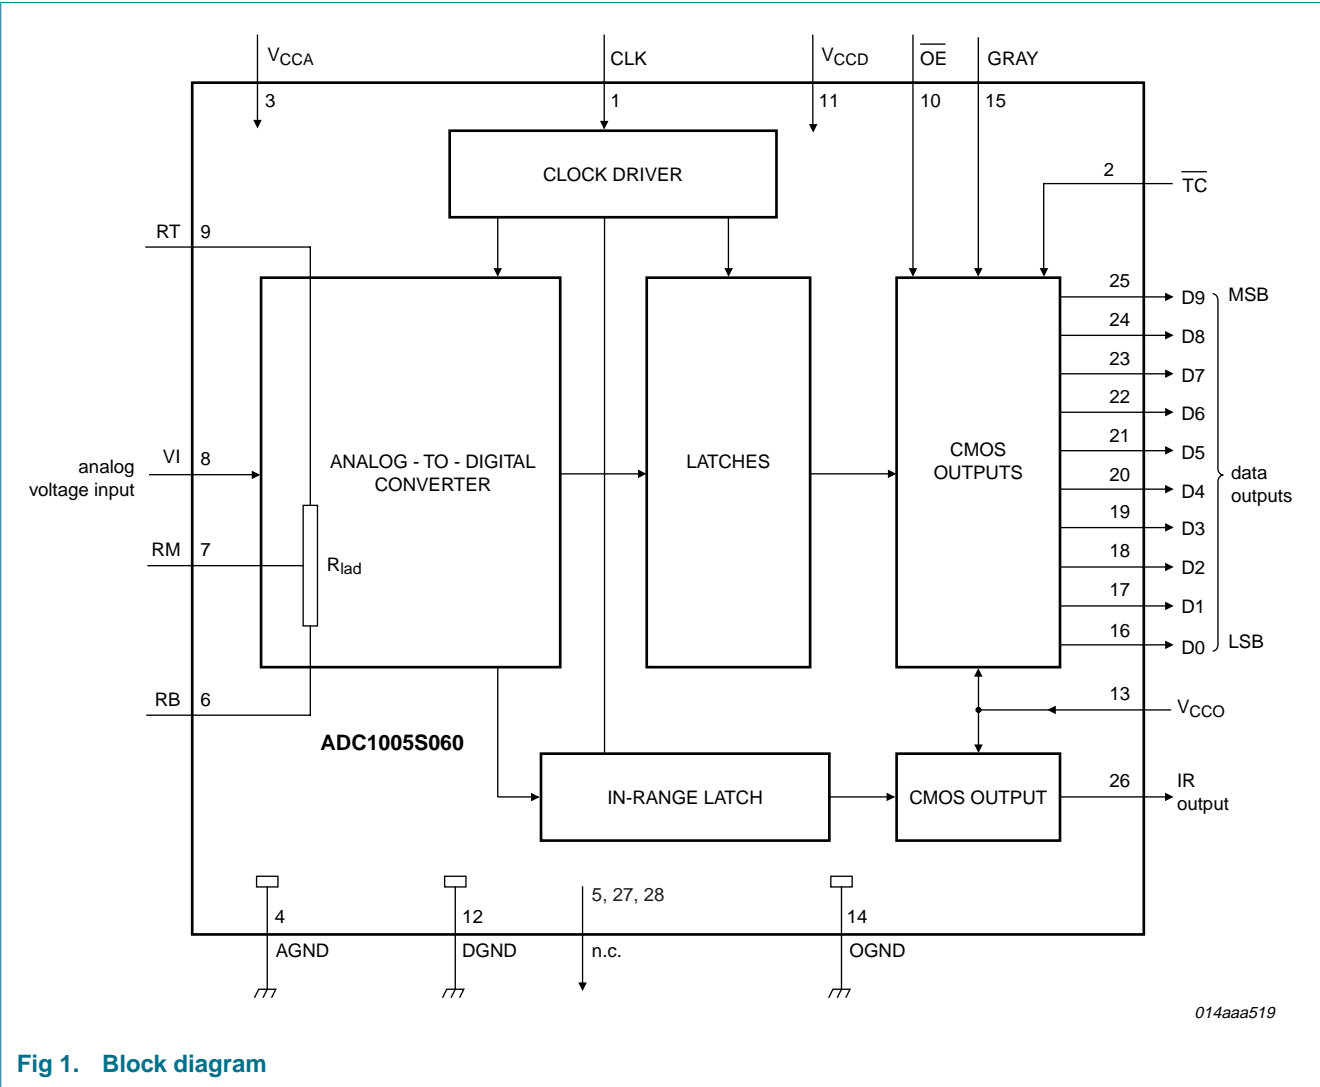 VCCA
CLK
VCCD
OE
GRAY
3
1
11
10
15
CLOCK DRIVER
2
TC
RT
9
25
D9
MSB
24
D8
23
D7
22
D6
21
D5
20
D4
19
D3
18
D2
17
D1
16
D0
LSB
data
outputs
analog
voltage input
VI
8
ANALOG - TO - DIGITAL
CONVERTER
LATCHES
CMOS
OUTPUTS
RM
7
Rlad
RB
6
13
VCCO
ADC1005S060
IN-RANGE LATCH
CMOS OUTPUT
26
IR
output
4
AGND
12
DGND
5, 27, 28
n.c.
14
OGND
014aaa519
Fig 1. Block diagram